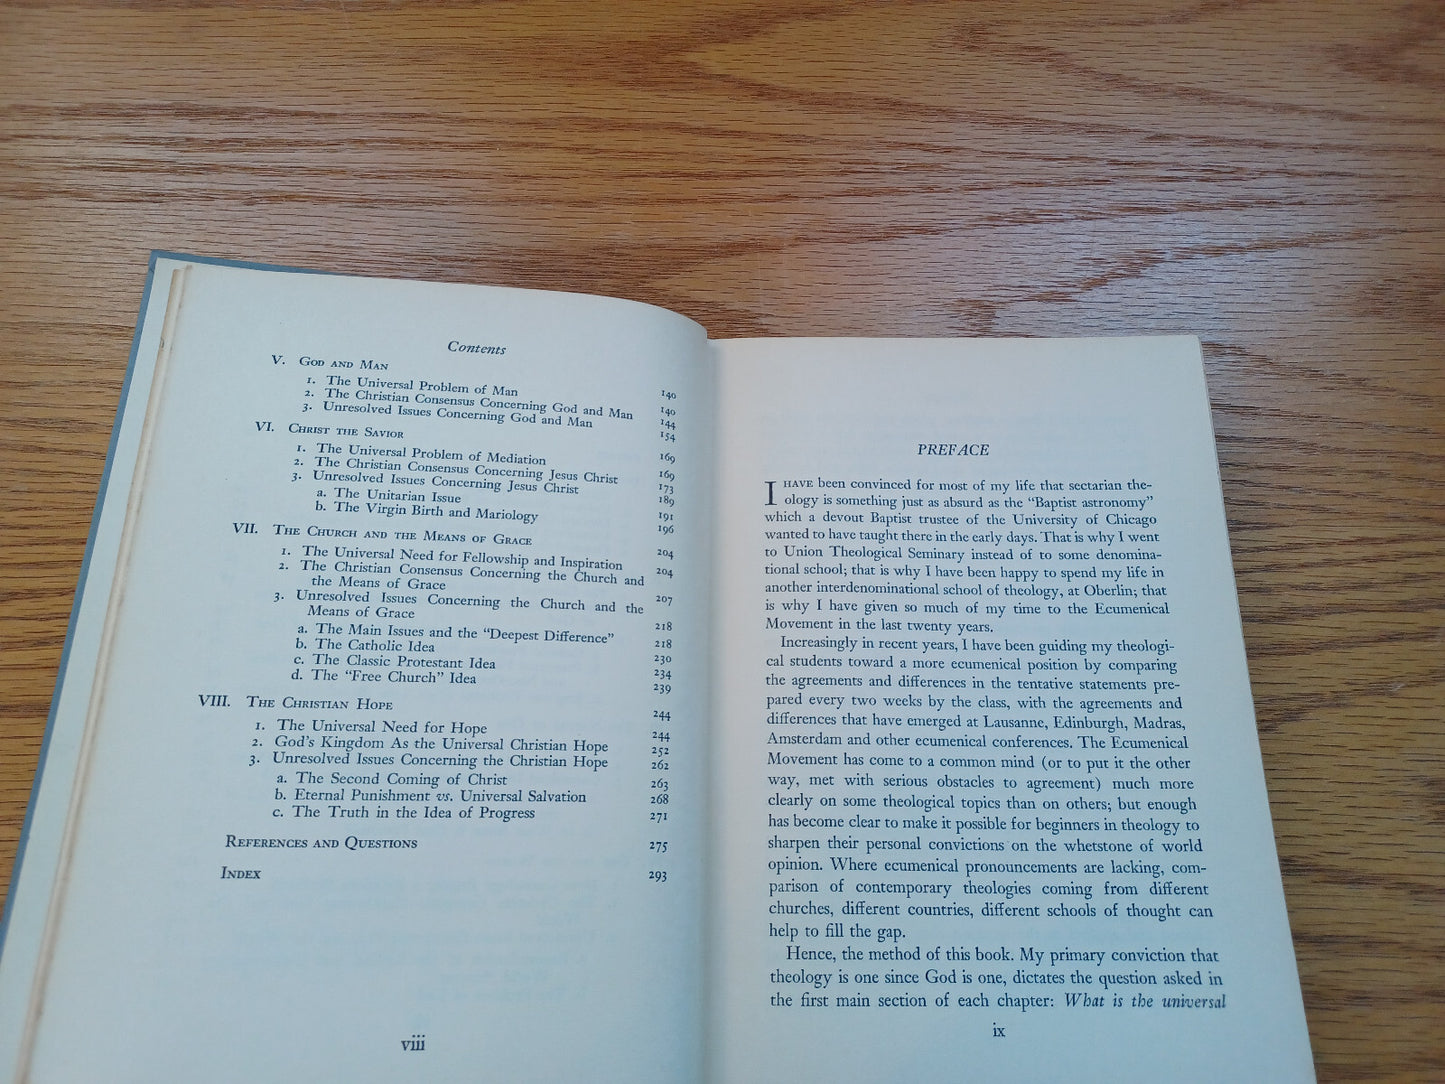 Contents
V. God and Man 140
1. The Universal Problem of Man 140
2. The Christian Consensus Concerning God and Man 144
3. Unresolved Issues Concerning God and Man 154
VI. Christ the Savior 169
1. The Universal Problem of Mediation 169
2. The Christian Consensus Concerning Jesus Christ 173
3. Unresolved Issues Concerning Jesus Christ 189
a. The Unitarian Issue 191
b. The Virgin Birth and Mariology 196
VII. The Church and the Means of Grace 204
1. The Universal Need for Fellowship and Inspiration 204
2. The Christian Consensus Concerning the Church and
the Means of Grace 207
3. Unresolved Issues Concerning the Church and the
Means of Grace 218
a. The Main Issues and the “Deepest Difference” 218
b. The Catholic Idea 230
c. The Classic Protestant Idea 234
d. The “Free Church” Idea 239
VIII. The Christian Hope 244
1. The Universal Need for Hope 244
2. God's Kingdom As the Universal Christian Hope 252
3. Unresolved Issues Concerning the Christian Hope 262
a. The Second Coming of Christ 263
b. Eternal Punishment vs. Universal Salvation 268
c. The Truth in the Idea of Progress 271
References and Questions 275
Index 293
viii
PREFACE
I have been convinced for most of my life that sectarian the-
ology is something just as absurd as the “Baptist astronomy”
which a devout Baptist trustee of the University of Chicago
wanted to have taught there in the early days. That is why I went
to Union Theological Seminary instead of to some denomina-
tional school; that is why I have been happy to spend my life in
another interdenominational school of theology, at Oberlin; that
is why I have given so much of my time to the Ecumenical
Movement in the last twenty years.
Increasingly in recent years, I have been guiding my theologi-
cal students toward a more ecumenical position by comparing
the agreements and differences in the tentative statements pre-
pared every two weeks by the class, with the agreements and
differences that have emerged at Lausanne, Edinburgh, Madras,
Amsterdam and other ecumenical conferences. The Ecumenical
Movement has come to a common mind (or to put it the other
way, met with serious obstacles to agreement) much more
clearly on some theological topics than on others; but enough
has become clear to make it possible for beginners in theology to
sharpen their personal convictions on the whetstone of world
opinion. Where ecumenical pronouncements are lacking, com-
parison of contemporary theologies coming from different
churches, different countries, different schools of thought can
help to fill the gap.
Hence, the method of this book. My primary conviction that
theology is one since God is one, dictates the question asked in
the first main section of each chapter: What is the universal
ix